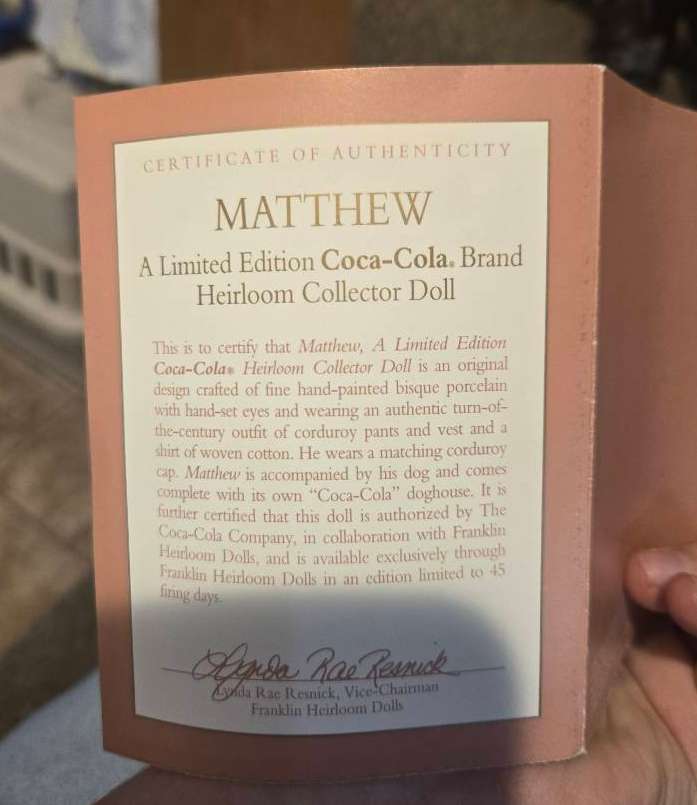 CERTIFICATE OF AUTHENTICITY
MATTHEW
A Limited Edition Coca-Cola® Brand
Heirloom Collector Doll
This is to certify that Matthew, A Limited Edition
Coca-Cola® Heirloom Collector Doll is an original
design crafted of fine hand-painted bisque porcelain
with hand-set eyes and wearing an authentic turn-of-
the-century outfit of corduroy pants and vest and a
shirt of woven cotton. He wears a matching corduroy
cap. Matthew is accompanied by his dog and comes
complete with its own “Coca-Cola” doghouse. It is
further certified that this doll is authorized by The
Coca-Cola Company, in collaboration with Franklin
Heirloom Dolls, and is available exclusively through
Franklin Heirloom Dolls in an edition limited to 45
firing days.
Lynda Rae Resnick
Lynda Rae Resnick, Vice-Chairman
Franklin Heirloom Dolls